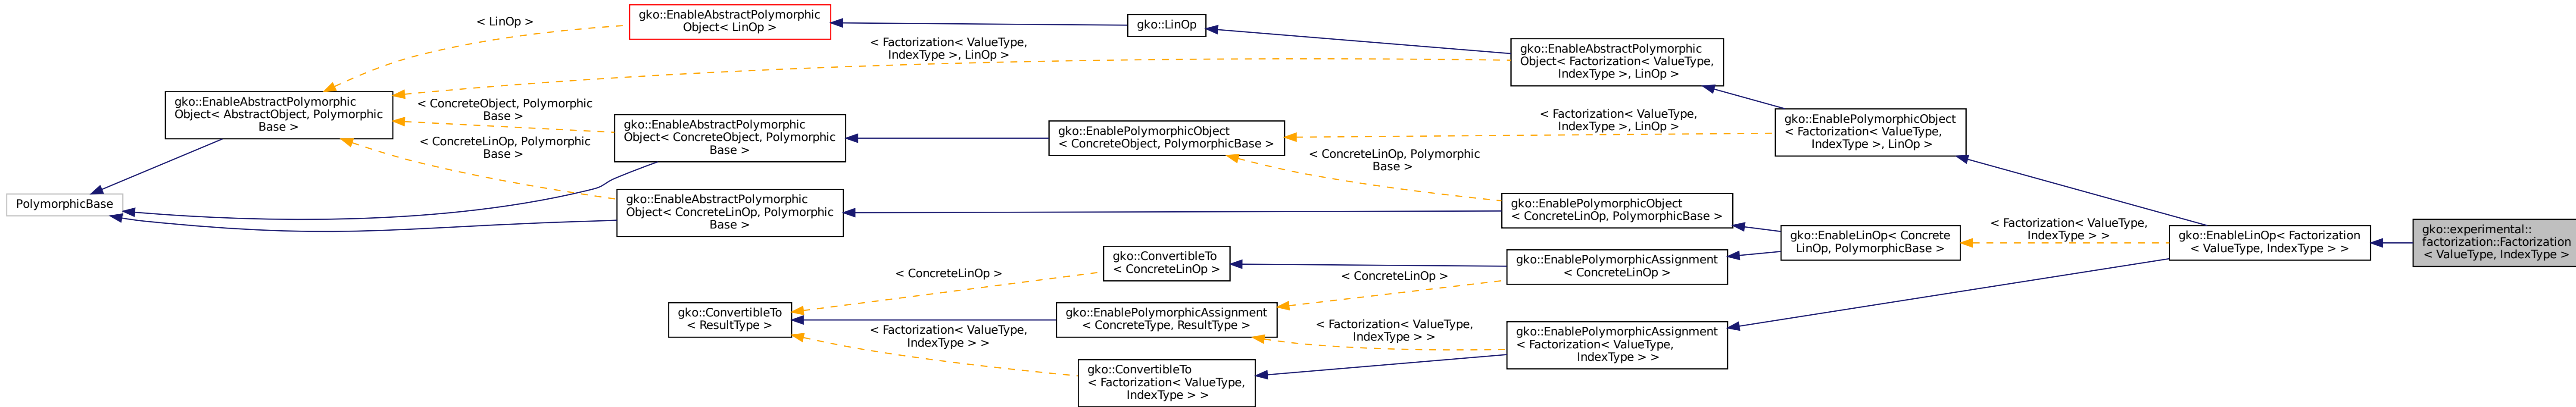 PolymorphicBase
gko::EnableAbstractPolymorphic
Object< AbstractObject, Polymorphic
Base >
< LinOp >
< Factorization< ValueType,
IndexType >, LinOp >
< ConcreteObject, Polymorphic
Base >
< ConcreteLinOp, Polymorphic
Base >
gko::EnableAbstractPolymorphic
Object< LinOp >
gko::EnableAbstractPolymorphic
Object< ConcreteObject, Polymorphic
Base >
gko::EnableAbstractPolymorphic
Object< ConcreteLinOp, Polymorphic
Base >
gko::ConvertibleTo
< ResultType >
< ConcreteLinOp >
< Factorization< ValueType,
IndexType > >
gko::LinOp
gko::EnablePolymorphicObject
< ConcreteObject, PolymorphicBase >
gko::ConvertibleTo
< ConcreteLinOp >
gko::EnablePolymorphicAssignment
< ConcreteType, ResultType >
gko::ConvertibleTo
< Factorization< ValueType,
IndexType > >
< ConcreteLinOp, Polymorphic
Base >
< ConcreteLinOp >
< Factorization< ValueType,
IndexType > >
gko::EnableAbstractPolymorphic
Object< Factorization< ValueType,
IndexType >, LinOp >
< Factorization< ValueType,
IndexType >, LinOp >
gko::EnablePolymorphicObject
< ConcreteLinOp, PolymorphicBase >
gko::EnablePolymorphicAssignment
< ConcreteLinOp >
gko::EnablePolymorphicAssignment
< Factorization< ValueType,
IndexType > >
gko::EnablePolymorphicObject
< Factorization< ValueType,
IndexType >, LinOp >
gko::EnableLinOp< Concrete
LinOp, PolymorphicBase >
< Factorization< ValueType,
IndexType > >
gko::EnableLinOp< Factorization
< ValueType, IndexType > >
gko::experimental::
factorization::Factorization
< ValueType, IndexType >